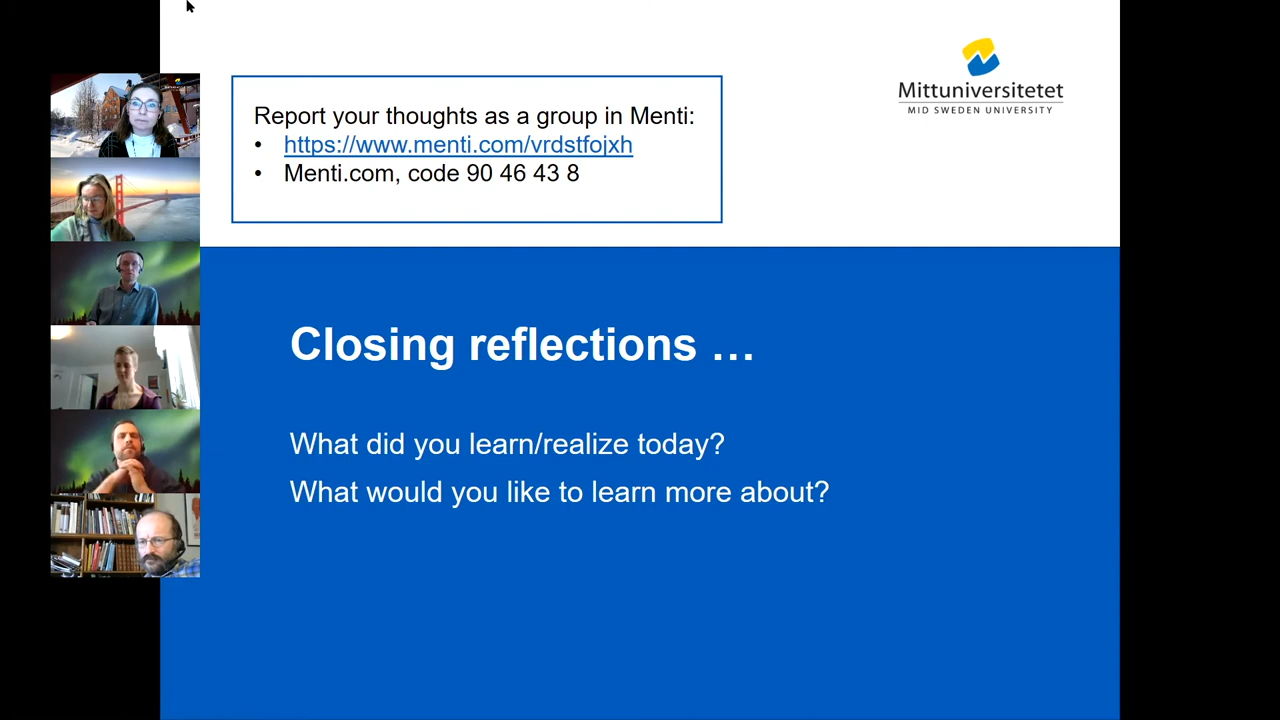 Report your thoughts as a group in Menti:
• https://www.menti.com/vrdstfojxh
• Menti.com, code 90 46 43 8
Mittuniversitetet
MID SWEDEN UNIVERSITY
Closing reflections …
What did you learn/realize today?
What would you like to learn more about?